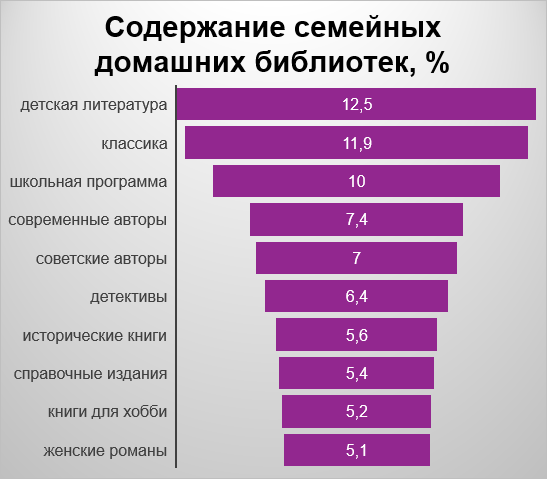 Содержание семейных
домашних библиотек, %
детская литература 12,5
классика 11,9
школьная программа 10
современные авторы 7,4
советские авторы 7
детективы 6,4
исторические книги 5,6
справочные издания 5,4
книги для хобби 5,2
женские романы 5,1